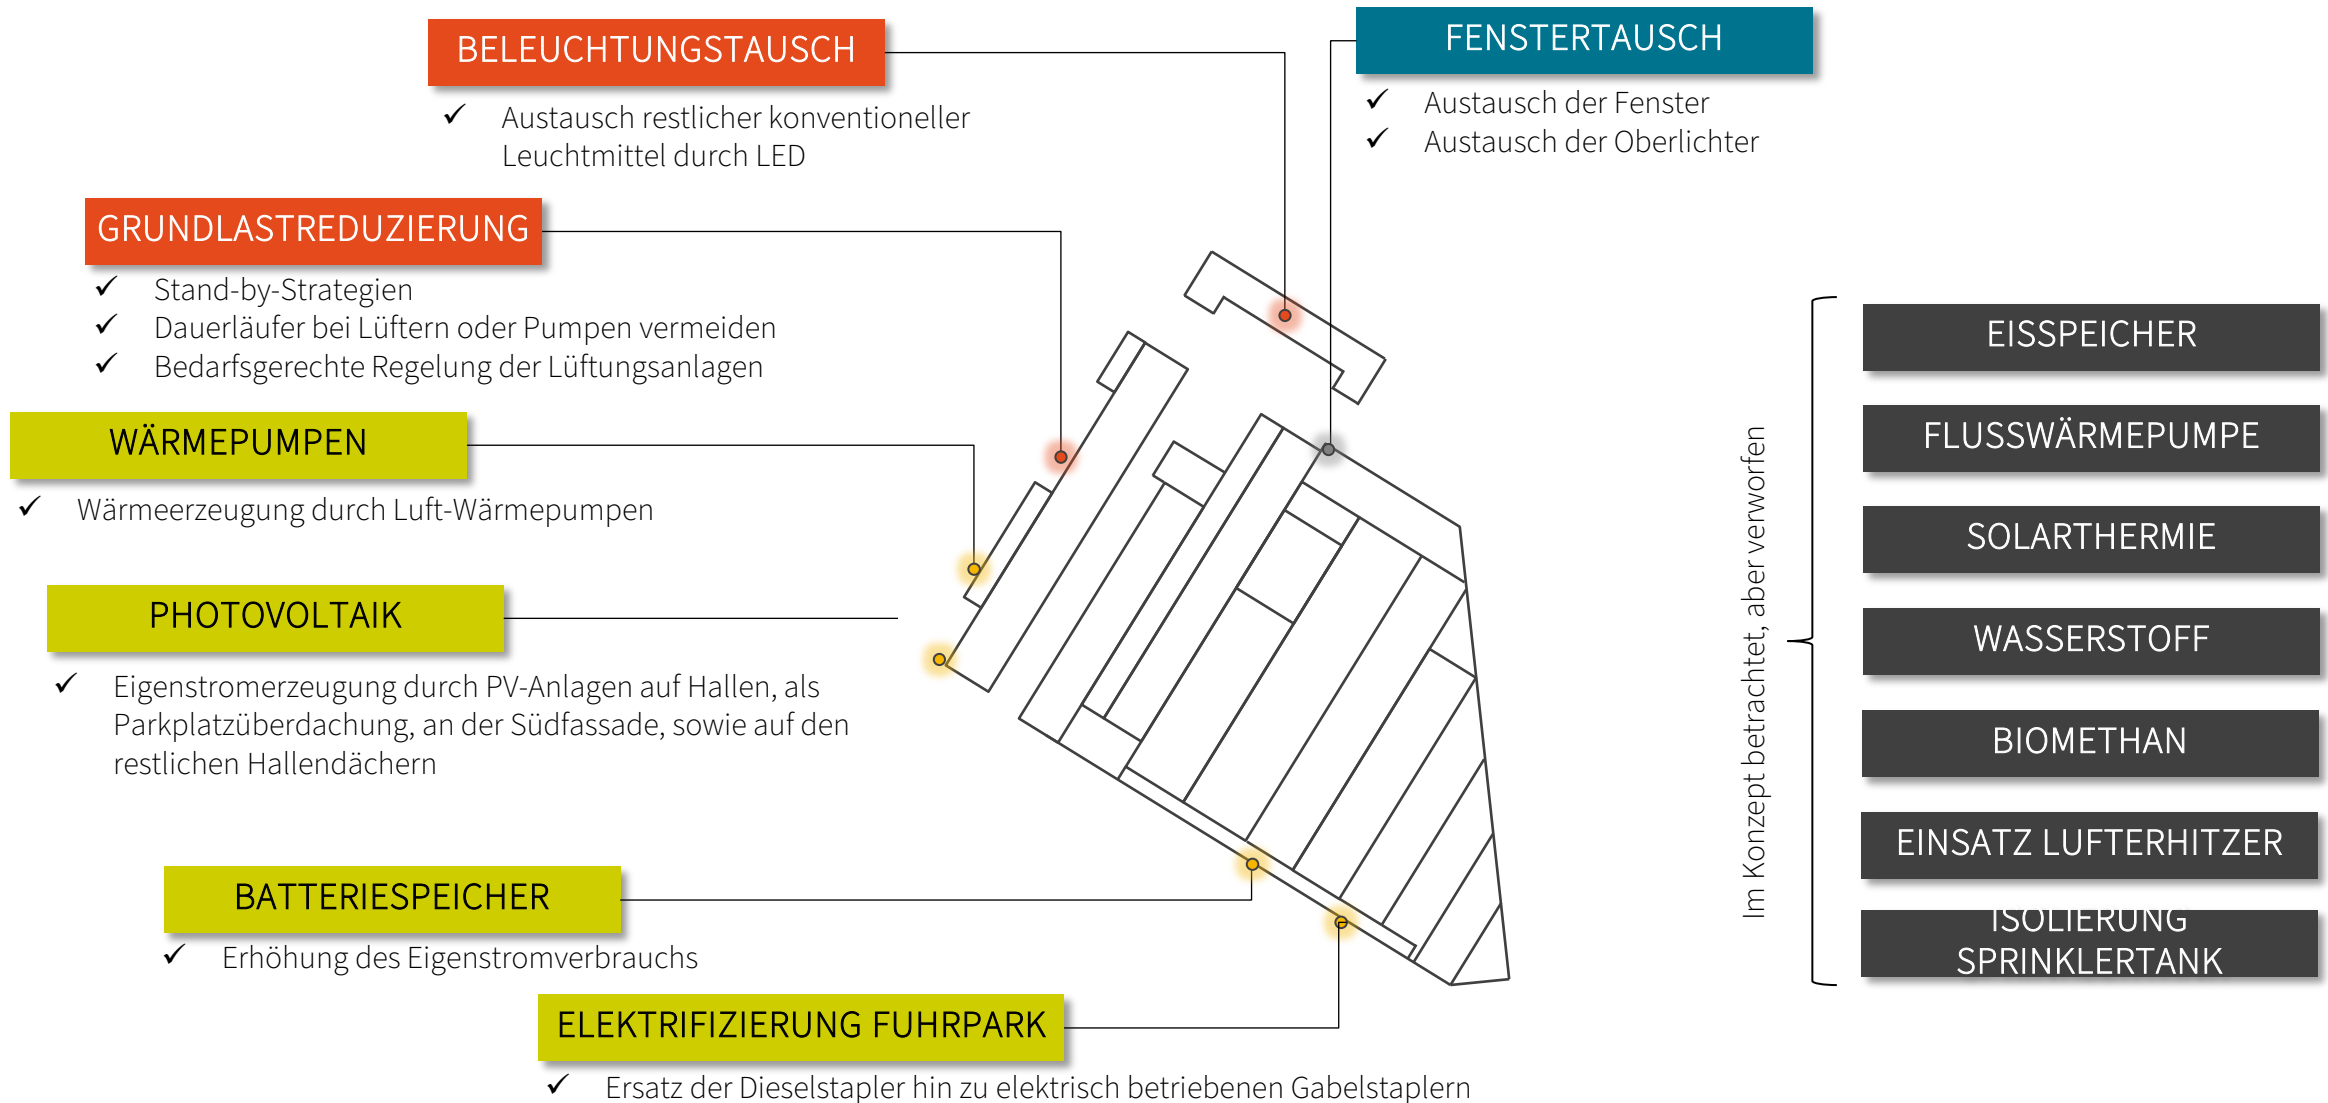 BELEUCHTUNGSTAUSCH
✓ Austausch restlicher konventioneller
Leuchtmittel durch LED
FENSTERTAUSCH
✓ Austausch der Fenster
✓ Austausch der Oberlichter
GRUNDLASTREDUZIERUNG
✓ Stand-by-Strategien
✓ Dauerläufer bei Lüftern oder Pumpen vermeiden
✓ Bedarfsgerechte Regelung der Lüftungsanlagen
WÄRMEPUMPEN
✓ Wärmeerzeugung durch Luft-Wärmepumpen
PHOTOVOLTAIK
✓ Eigenstromerzeugung durch PV-Anlagen auf Hallen, als
Parkplatzüberdachung, an der Südfassade, sowie auf den
restlichen Hallendächern
BATTERIESPEICHER
✓ Erhöhung des Eigenstromverbrauchs
ELEKTRIFIZIERUNG FUHRPARK
✓ Ersatz der Dieselstapler hin zu elektrisch betriebenen Gabelstaplern
Im Konzept betrachtet, aber verworfen
EISSPEICHER
FLUSSWÄRMEPUMPE
SOLARTHERMIE
WASSERSTOFF
BIOMETHAN
EINSATZ LUFTERHITZER
ISOLIERUNG
SPRINKLERTANK